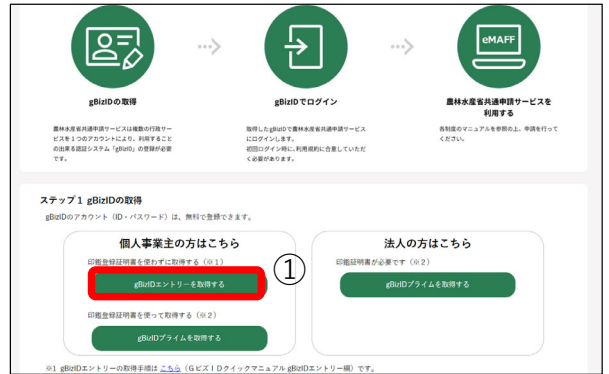 eMAFF
gBizIDの取得
gBizIDでログイン
農林水産省共通申請サービスを
利用する
農林水産省共通申請サービスは複数の行政サー
ビスを１つのアカウントにより、利用すること
の出来る認証システム「gBizID」の登録が必要
です。
取得したgBizIDで農林水産省共通申請サービス
にログインします。
初回ログイン時に、利用規約に合意していただ
く必要があります。
各制度のマニュアルを参照の上、申請を行って
ください。
ステップ１ gBizIDの取得
gBizIDのアカウント（ID・パスワード）は、無料で登録できます。
個人事業主の方はこちら
印鑑登録証明書を使わずに取得する（※１）
gBizIDエントリーを取得する
①
印鑑登録証明書を使って取得する（※２）
gBizIDプライムを取得する
法人の方はこちら
印鑑証明書が必要です（※２）
gBizIDプライムを取得する
※1 gBizIDエントリーの取得手順は こちら（ＧビズＩＤクイックマニュアル gBizIDエントリー編）です。